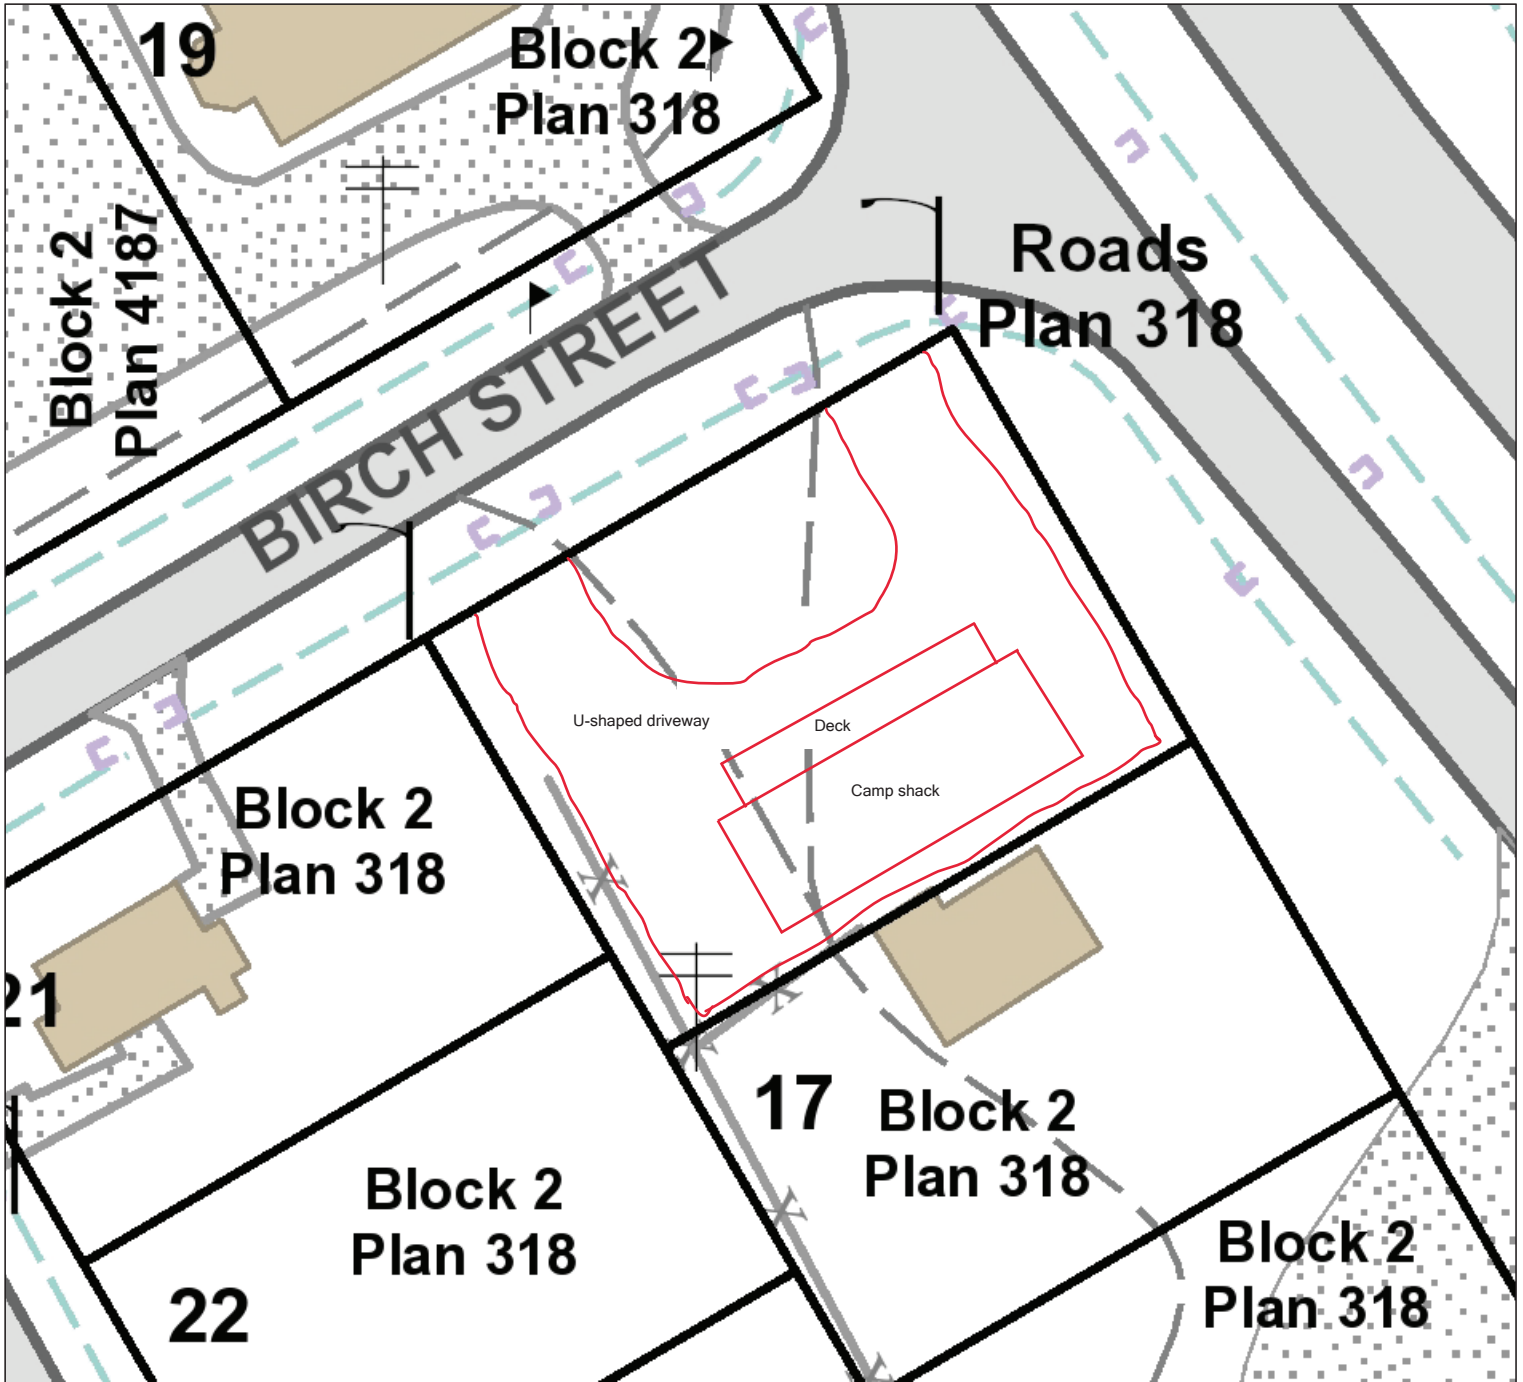 19
Block 2
Plan 318
Block 2
Plan 4187
Roads
Plan 318
BIRCH STREET
U-shaped driveway
Deck
Camp shack
Block 2
Plan 318
21
17
Block 2
Plan 318
Block 2
Plan 318
22
Block 2
Plan 318